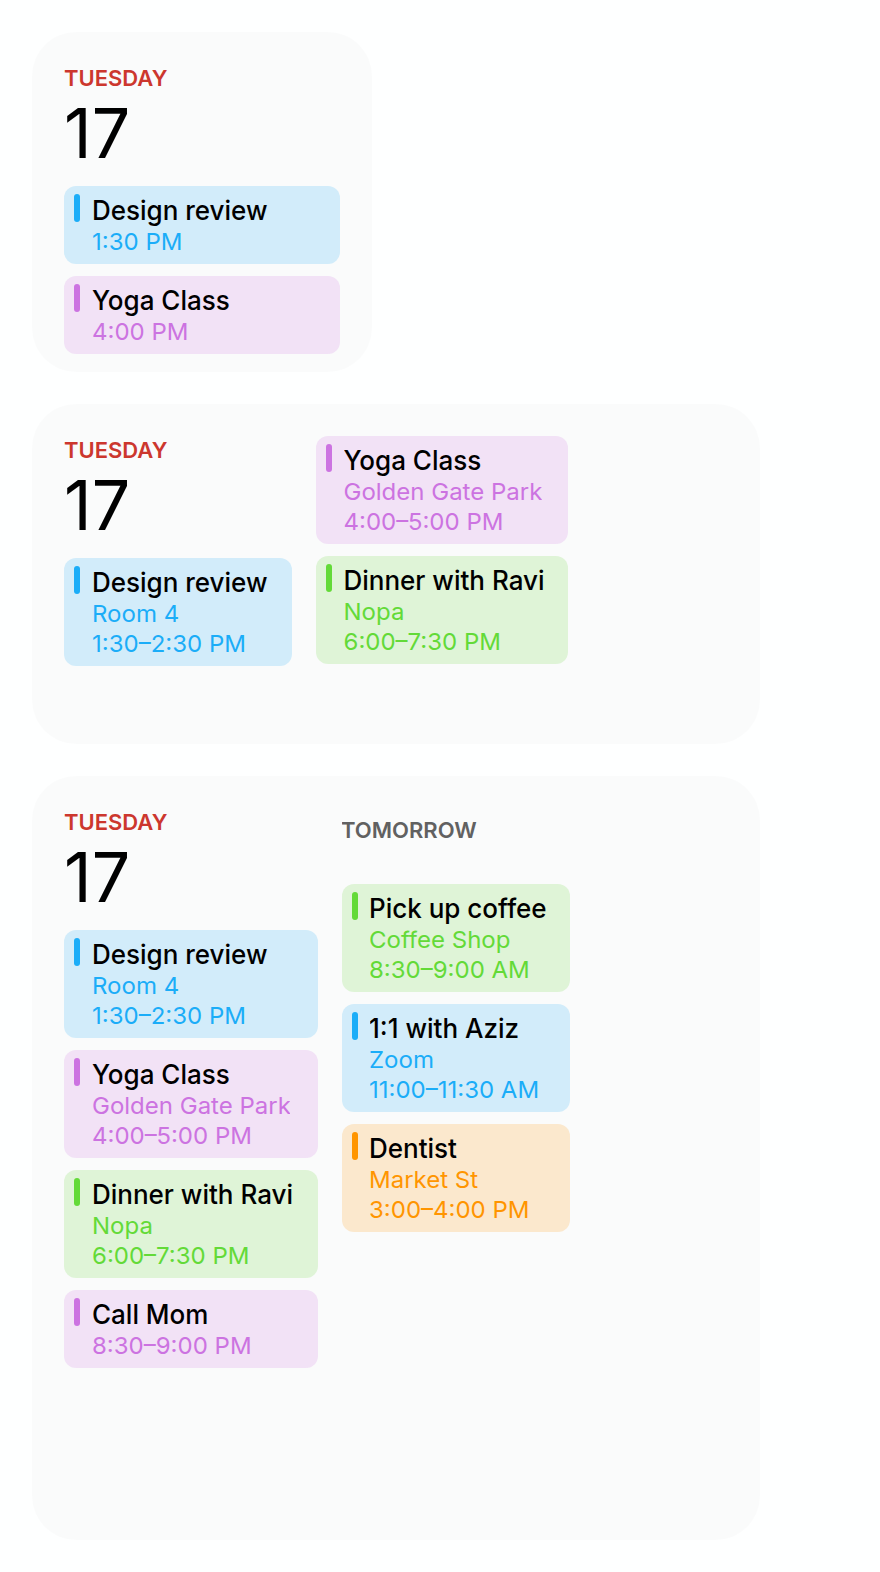 TUESDAY
17
Design review
1:30 PM
Yoga Class
4:00 PM
TUESDAY
17
Design review
Room 4
1:30–2:30 PM
Yoga Class
Golden Gate Park
4:00–5:00 PM
Dinner with Ravi
Nopa
6:00–7:30 PM
TUESDAY
17
Design review
Room 4
1:30–2:30 PM
Yoga Class
Golden Gate Park
4:00–5:00 PM
Dinner with Ravi
Nopa
6:00–7:30 PM
Call Mom
8:30–9:00 PM
TOMORROW
Pick up coffee
Coffee Shop
8:30–9:00 AM
1:1 with Aziz
Zoom
11:00–11:30 AM
Dentist
Market St
3:00–4:00 PM